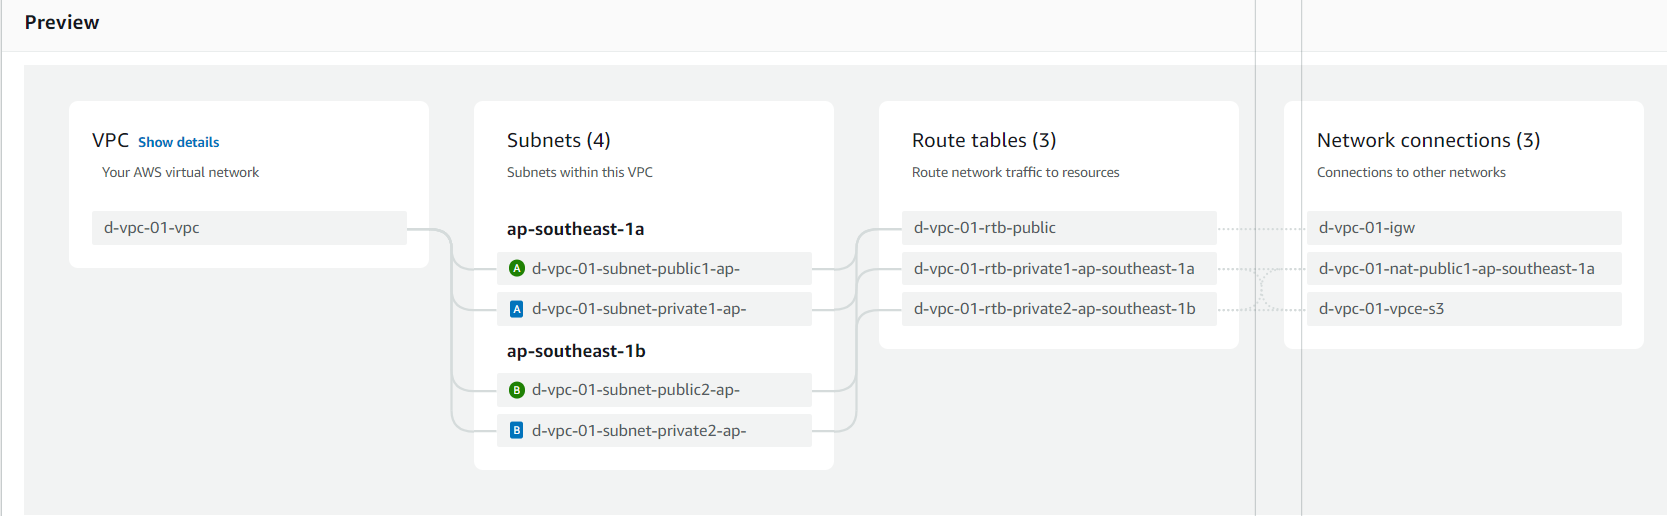 Preview
VPC Show details
Your AWS virtual network
d-vpc-01-vpc
Subnets (4)
Subnets within this VPC
ap-southeast-1a
A d-vpc-01-subnet-public1-ap-
A d-vpc-01-subnet-private1-ap-
ap-southeast-1b
B d-vpc-01-subnet-public2-ap-
B d-vpc-01-subnet-private2-ap-
Route tables (3)
Route network traffic to resources
d-vpc-01-rtb-public
d-vpc-01-rtb-private1-ap-southeast-1a
d-vpc-01-rtb-private2-ap-southeast-1b
Network connections (3)
Connections to other networks
d-vpc-01-igw
d-vpc-01-nat-public1-ap-southeast-1a
d-vpc-01-vpce-s3